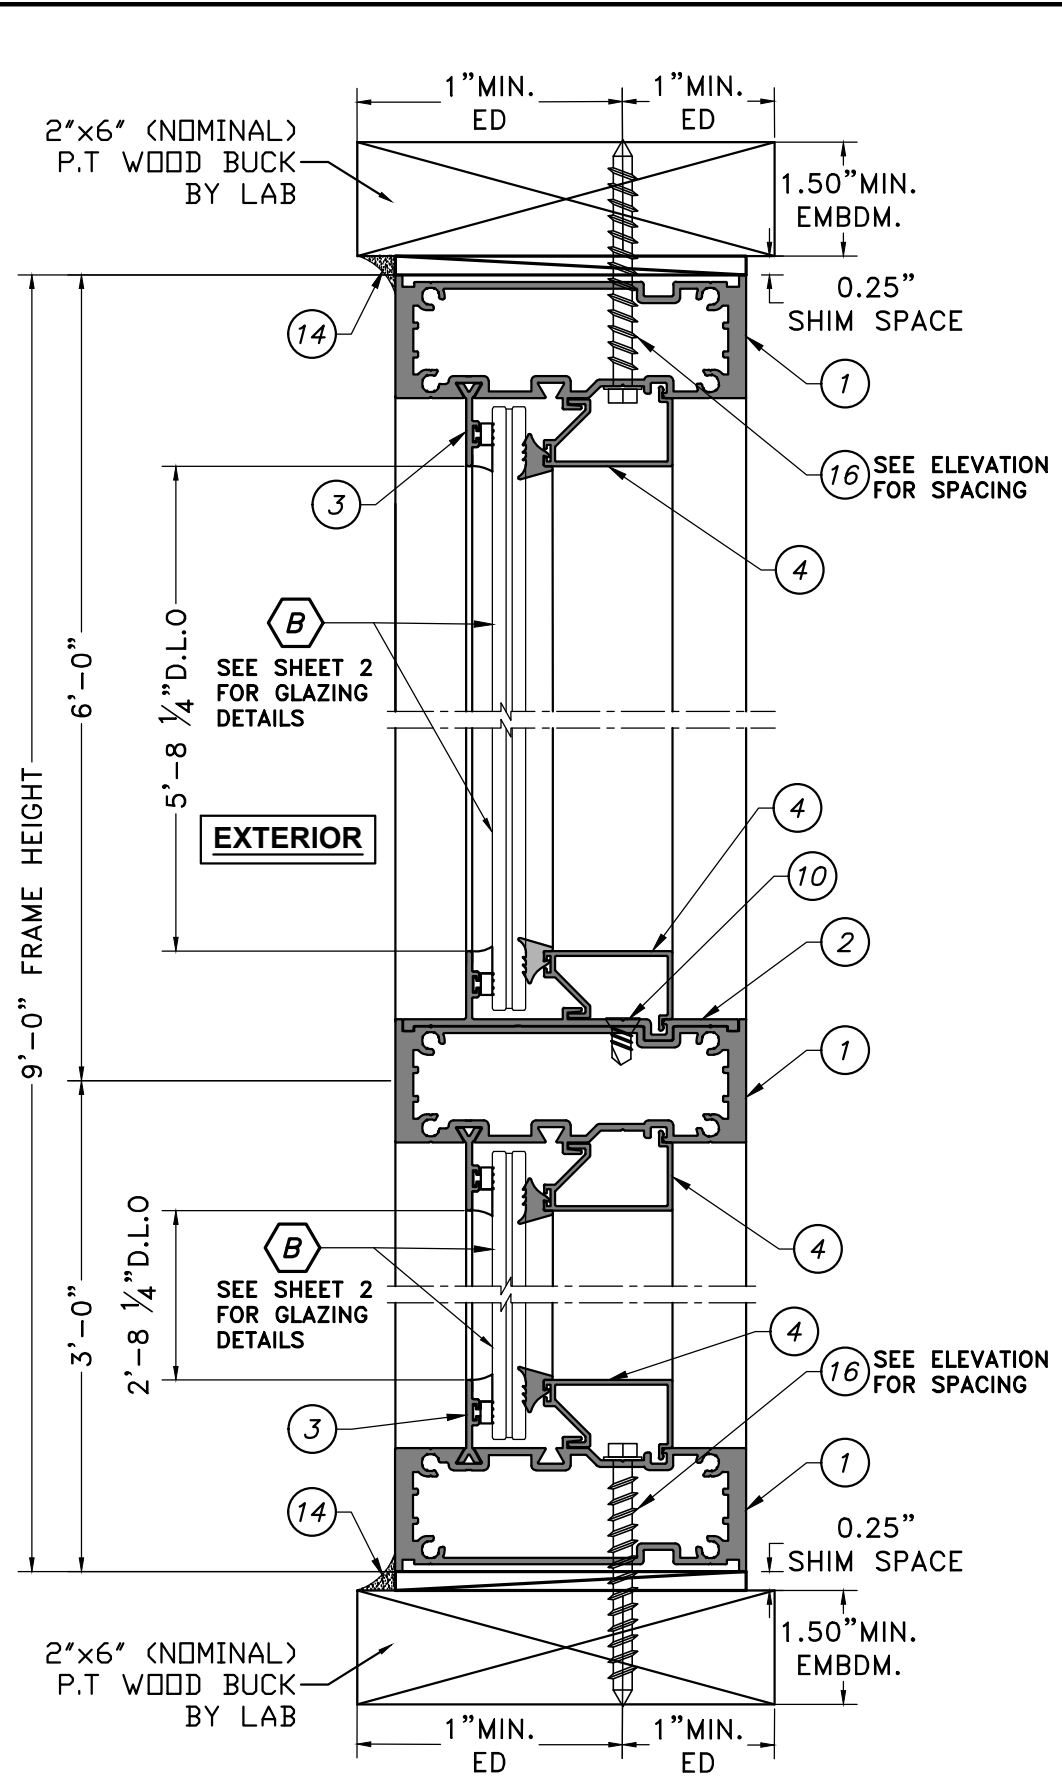 1”MIN.
ED
1”MIN.
ED
2”x6” (NOMINAL)
P.T WOOD BUCK
BY LAB
1.50”MIN.
EMBDM.
0.25”
SHIM SPACE
14
1
3
16
SEE ELEVATION
FOR SPACING
4
B
SEE SHEET 2
FOR GLAZING
DETAILS
6'-0”
5'-8 1/4”D.L.O
EXTERIOR
9'-0” FRAME HEIGHT
4
10
2
1
4
B
SEE SHEET 2
FOR GLAZING
DETAILS
2'-8 1/4”D.L.O
3'-0”
4
16
SEE ELEVATION
FOR SPACING
3
1
14
0.25”
SHIM SPACE
2”x6” (NOMINAL)
P.T WOOD BUCK
BY LAB
1.50”MIN.
EMBDM.
1”MIN.
ED
1”MIN.
ED